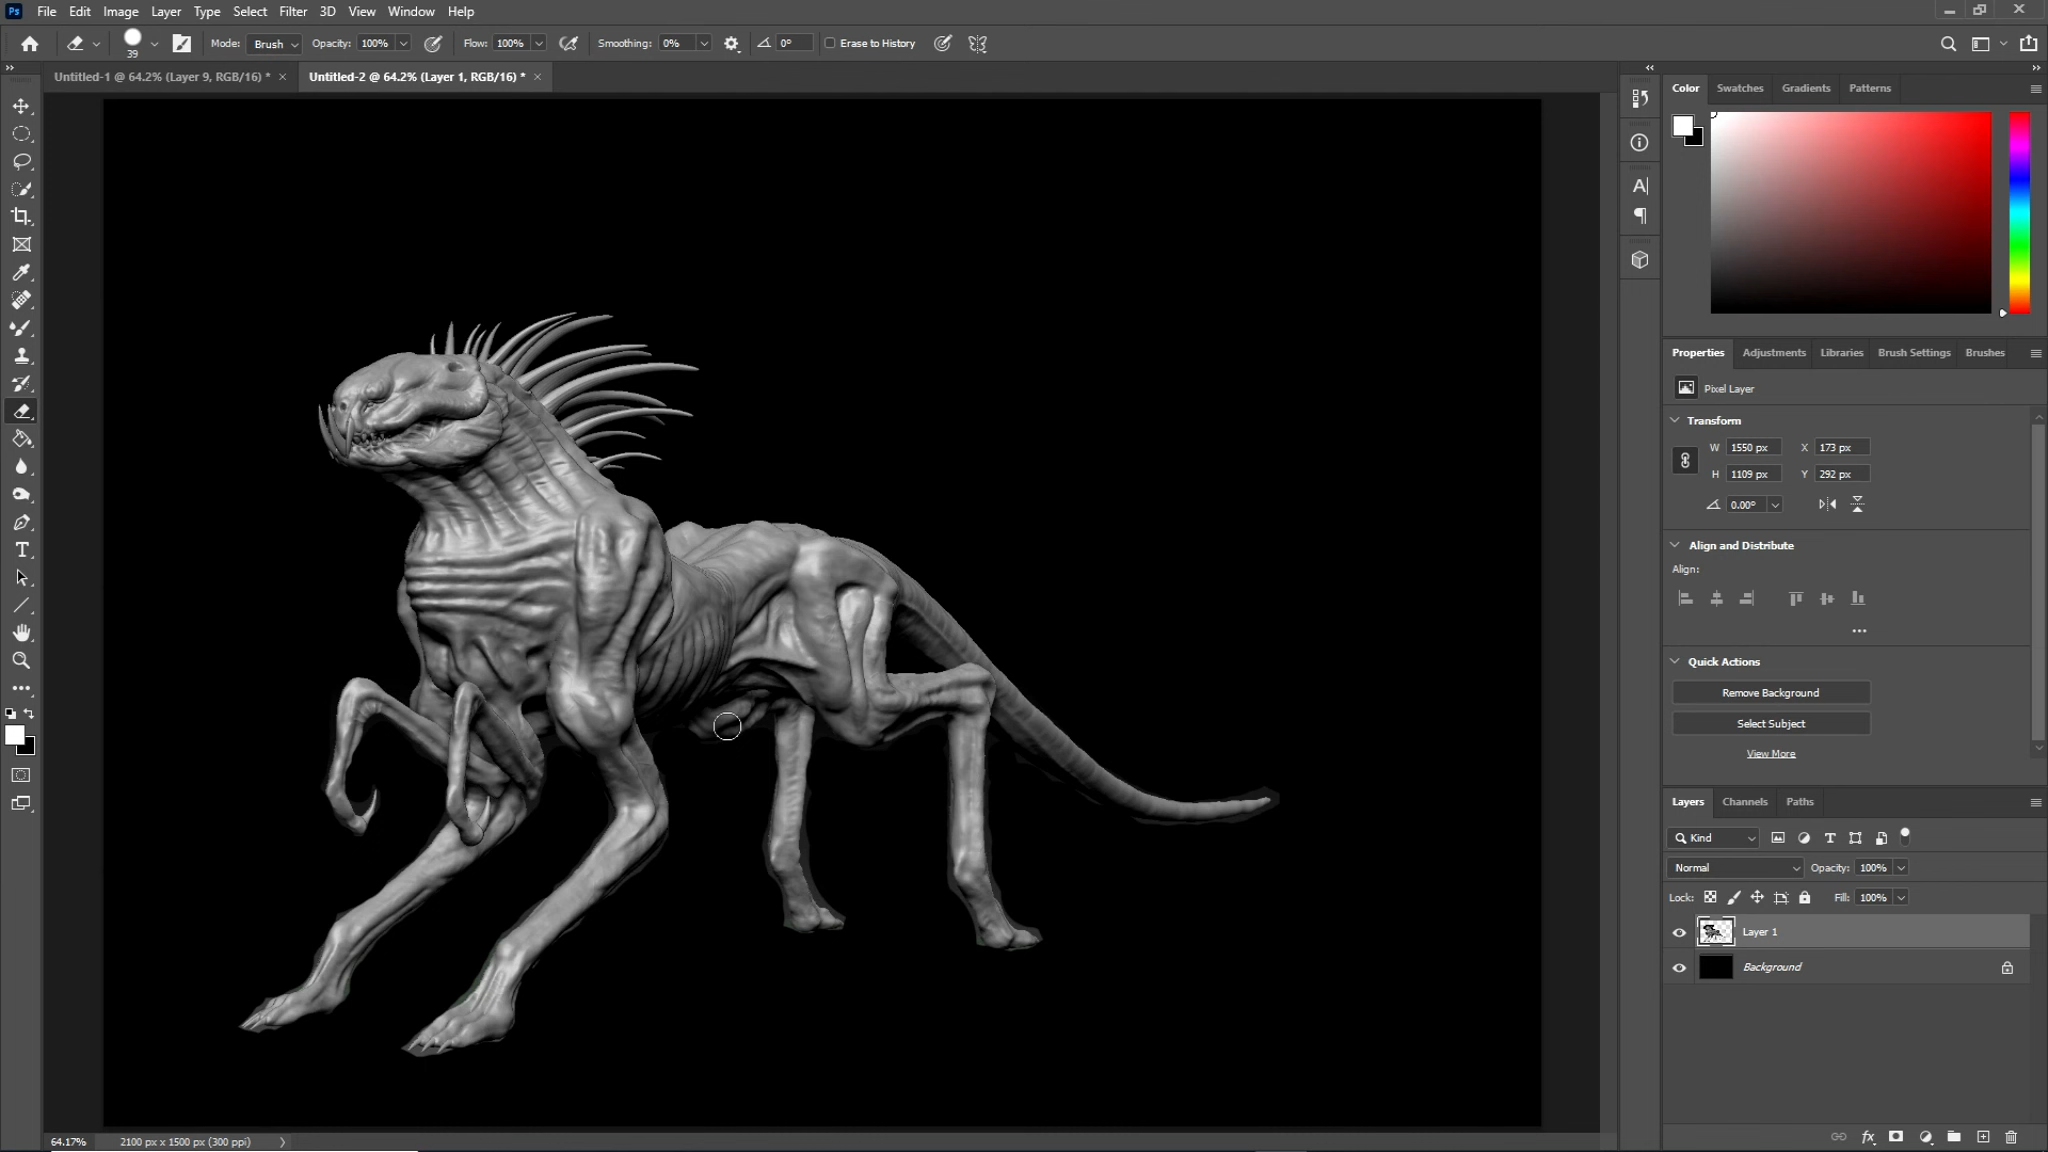 Ps File Edit Image Layer Type Select Filter 3D View Window Help
39 Mode: Brush Opacity: 100% Flow: 100% Smoothing: 0% 0° Erase to History
Untitled-1 @ 64.2% (Layer 9, RGB/16) * Untitled-2 @ 64.2% (Layer 1, RGB/16) *
Color Swatches Gradients Patterns
Properties Adjustments Libraries Brush Settings Brushes
Pixel Layer
Transform
W 1550 px X 173 px
H 1109 px Y 292 px
0.00°
Align and Distribute
Align:
Quick Actions
Remove Background
Select Subject
View More
Layers Channels Paths
Kind
Normal Opacity: 100%
Lock: Fill: 100%
Layer 1
Background
64.17% 2100 px x 1500 px (300 ppi)